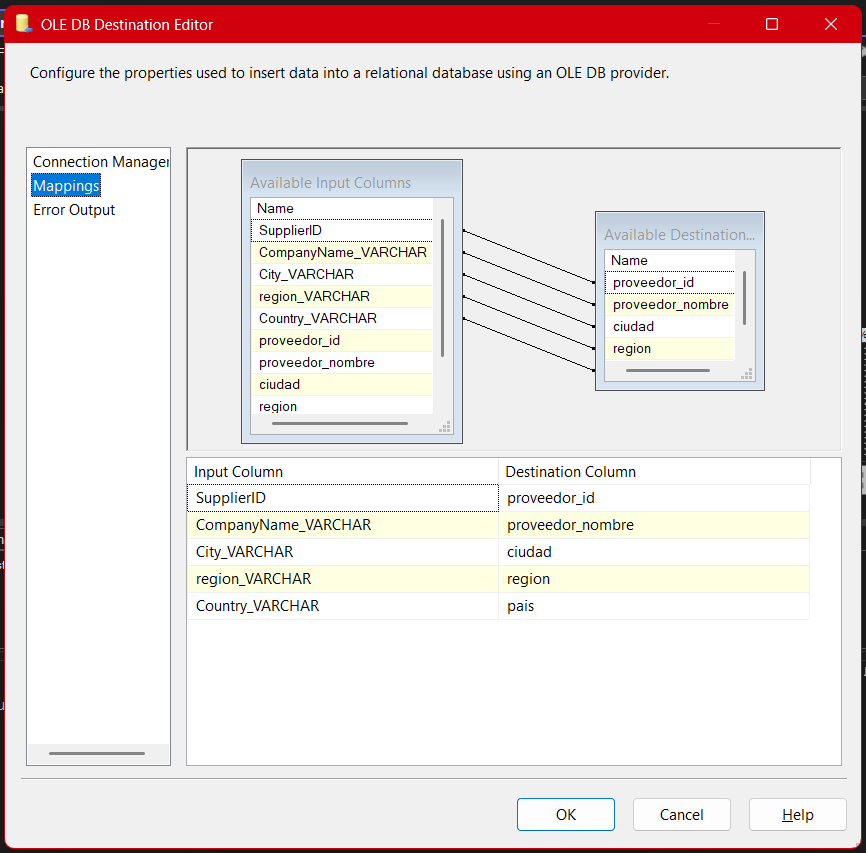 OLE DB Destination Editor
Configure the properties used to insert data into a relational database using an OLE DB provider.
Connection Manager
Mappings
Error Output
Available Input Columns
Name
SupplierID
CompanyName_VARCHAR
City_VARCHAR
region_VARCHAR
Country_VARCHAR
proveedor_id
proveedor_nombre
ciudad
region
Available Destination...
Name
proveedor_id
proveedor_nombre
ciudad
region
Input Column Destination Column
SupplierID proveedor_id
CompanyName_VARCHAR proveedor_nombre
City_VARCHAR ciudad
region_VARCHAR region
Country_VARCHAR pais
OK Cancel Help